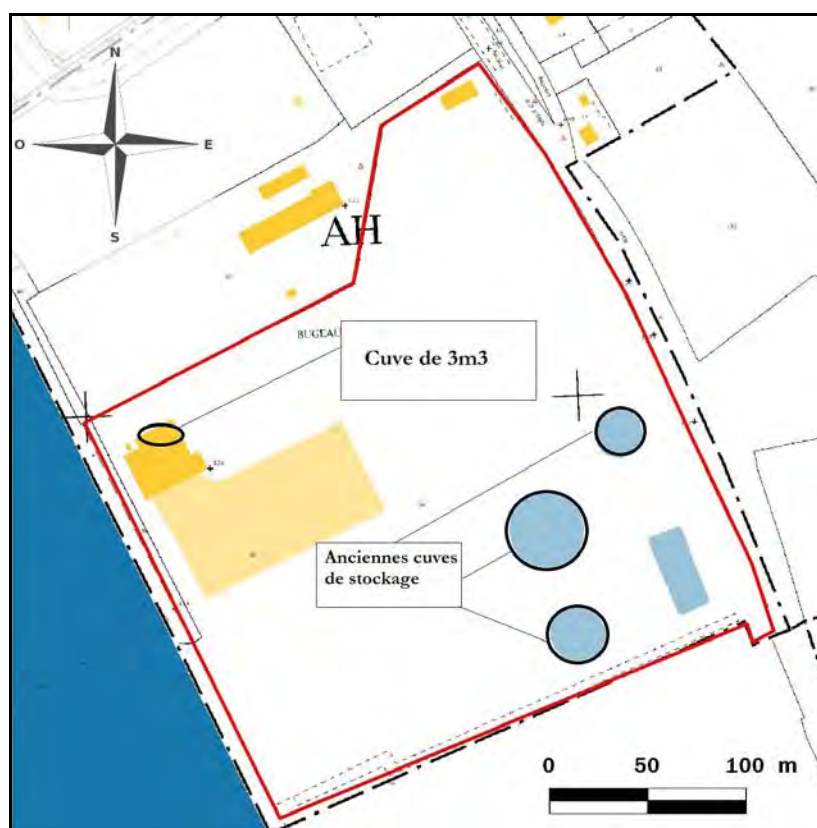 N
O
E
S
AH
BUGEAU
Cuve de 3m3
Anciennes cuves
de stockage
0 50 100 m